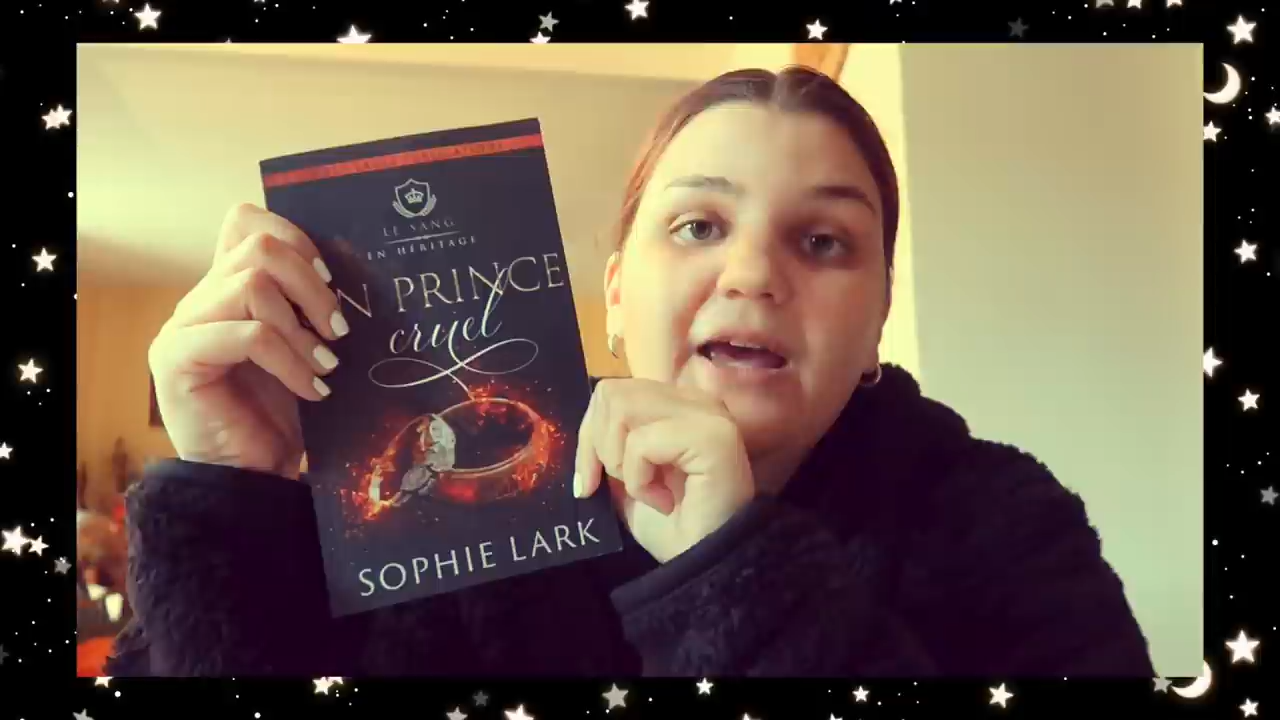 LE SANG
EN HÉRITAGE
N PRINCE
cruel
SOPHIE LARK